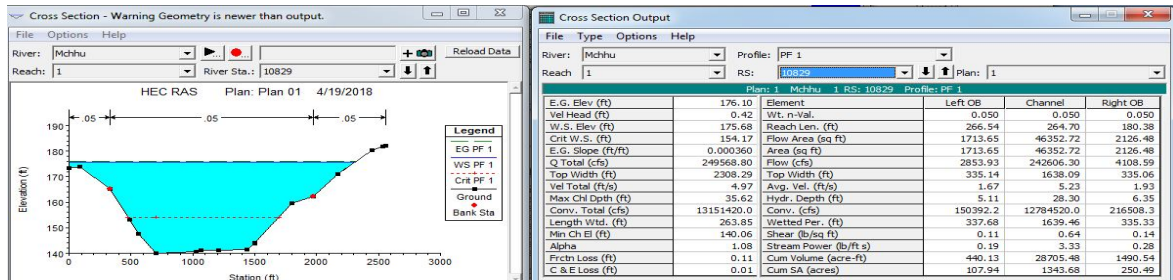 Cross Section - Warning Geometry is newer than output.
File Options Help
River: Mchhu Reload Data
Reach: 1 River Sta.: 10829
HEC RAS Plan: Plan 01 4/19/2018
.05 .05 .05
Legend
EG PF 1
WS PF 1
Crit PF 1
Ground
Bank Sta
Elevation (ft)
190
180
170
160
150
140
0 500 1000 1500 2000 2500 3000
Station (ft)
Cross Section Output
File Type Options Help
River: Mchhu Profile: PF 1
Reach 1 RS: 10829 Plan: 1
Plan: 1 Mchhu 1 RS: 10829 Profile: PF 1
E.G. Elev (ft) 176.10 Element Left OB Channel Right OB
Vel Head (ft) 0.42 Wt. n-Val. 0.050 0.050 0.050
W.S. Elev (ft) 175.68 Reach Len. (ft) 266.54 264.70 180.38
Crit W.S. (ft) 154.17 Flow Area (sq ft) 1713.65 46352.72 2126.48
E.G. Slope (ft/ft) 0.000360 Area (sq ft) 1713.65 46352.72 2126.48
Q Total (cfs) 249568.80 Flow (cfs) 2853.93 242606.30 4108.59
Top Width (ft) 2308.29 Top Width (ft) 335.14 1638.09 335.06
Vel Total (ft/s) 4.97 Avg. Vel. (ft/s) 1.67 5.23 1.93
Max Chl Dpth (ft) 35.62 Hydr. Depth (ft) 5.11 28.30 6.35
Conv. Total (cfs) 13151420.0 Conv. (cfs) 150392.2 12784520.0 216508.3
Length Wtd. (ft) 263.85 Wetted Per. (ft) 337.68 1639.46 335.33
Min Ch El (ft) 140.06 Shear (lb/sq ft) 0.11 0.64 0.14
Alpha 1.08 Stream Power (lb/ft s) 0.19 3.33 0.28
Frctn Loss (ft) 0.11 Cum Volume (acre-ft) 440.13 28705.48 1490.54
C & E Loss (ft) 0.01 Cum SA (acres) 107.94 1343.68 250.49